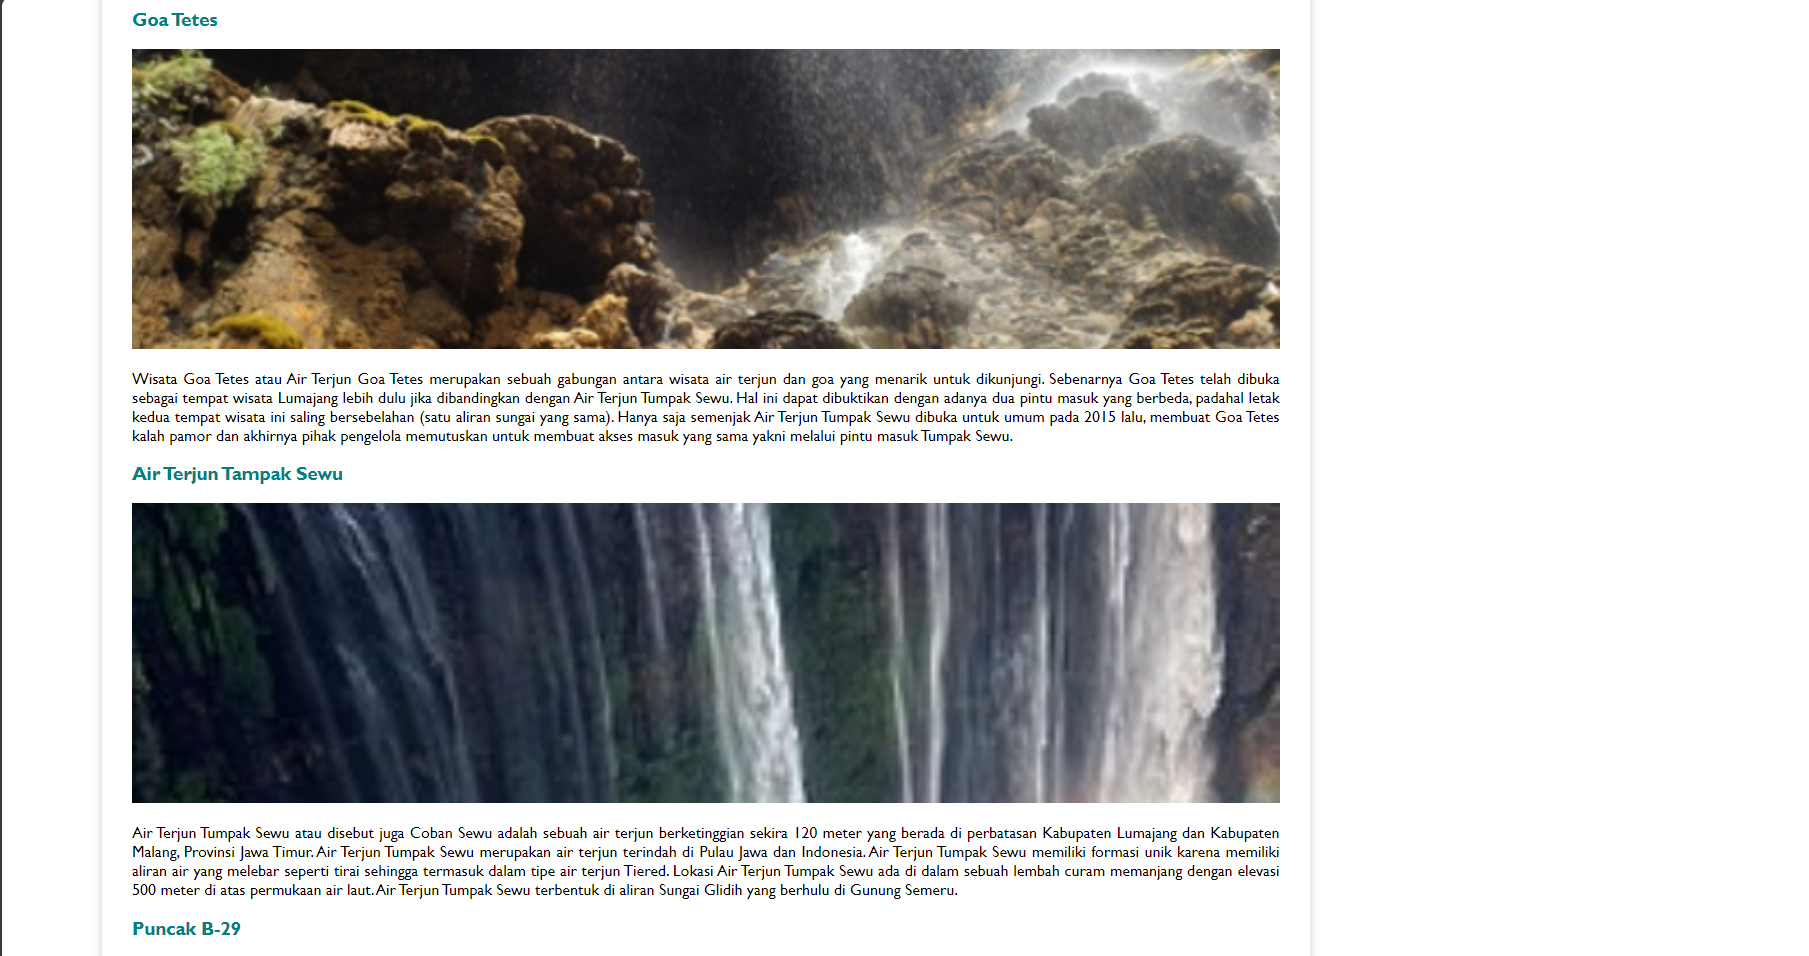 Goa Tetes
Wisata Goa Tetes atau Air Terjun Goa Tetes merupakan sebuah gabungan antara wisata air terjun dan goa yang menarik untuk dikunjungi. Sebenarnya Goa Tetes telah dibuka
sebagai tempat wisata Lumajang lebih dulu jika dibandingkan dengan Air Terjun Tumpak Sewu. Hal ini dapat dibuktikan dengan adanya dua pintu masuk yang berbeda, padahal letak
kedua tempat wisata ini saling bersebelahan (satu aliran sungai yang sama). Hanya saja semenjak Air Terjun Tumpak Sewu dibuka untuk umum pada 2015 lalu, membuat Goa Tetes
kalah pamor dan akhirnya pihak pengelola memutuskan untuk membuat akses masuk yang sama yakni melalui pintu masuk Tumpak Sewu.
Air Terjun Tampak Sewu
Air Terjun Tumpak Sewu atau disebut juga Coban Sewu adalah sebuah air terjun berketinggian sekira 120 meter yang berada di perbatasan Kabupaten Lumajang dan Kabupaten
Malang, Provinsi Jawa Timur. Air Terjun Tumpak Sewu merupakan air terjun terindah di Pulau Jawa dan Indonesia. Air Terjun Tumpak Sewu memiliki formasi unik karena memiliki
aliran air yang melebar seperti tirai sehingga termasuk dalam tipe air terjun Tiered. Lokasi Air Terjun Tumpak Sewu ada di dalam sebuah lembah curam memanjang dengan elevasi
500 meter di atas permukaan air laut. Air Terjun Tumpak Sewu terbentuk di aliran Sungai Glidih yang berhulu di Gunung Semeru.
Puncak B-29